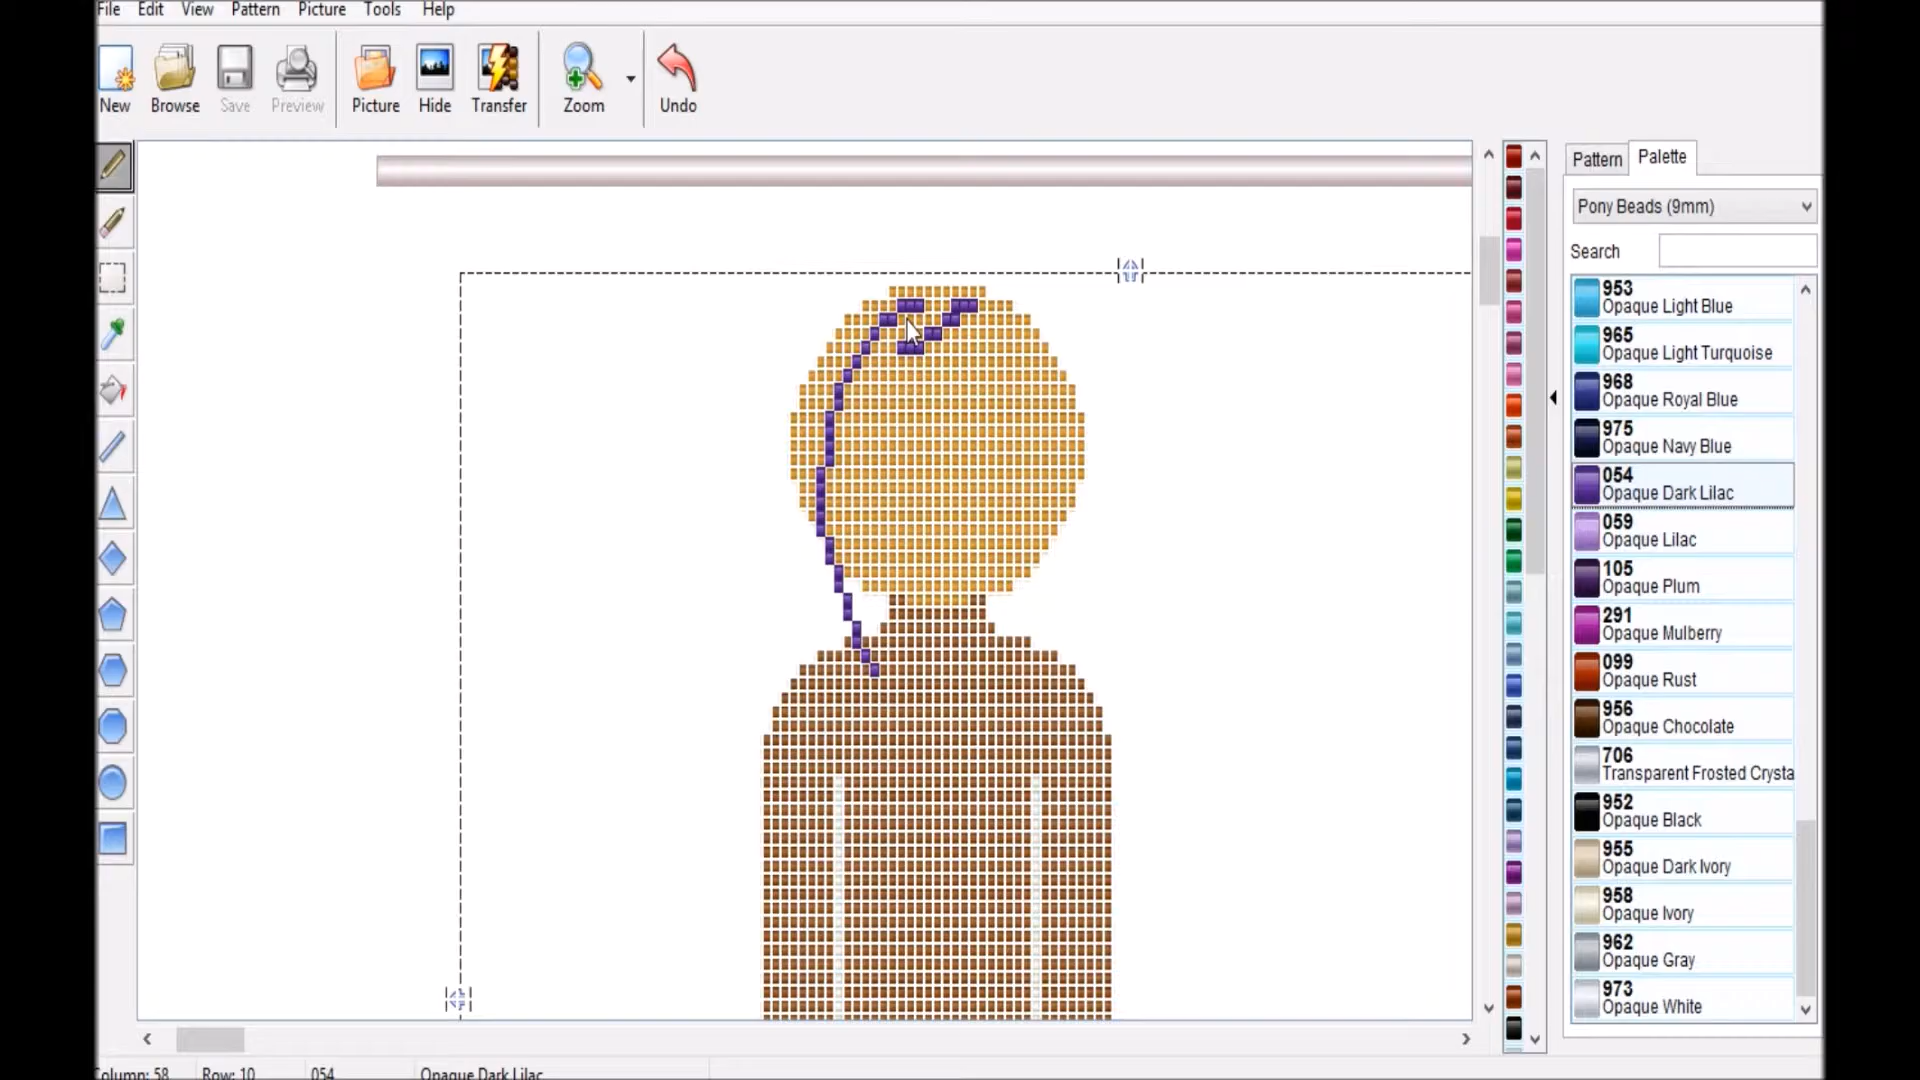 File Edit View Pattern Picture Tools Help
New Browse Save Preview Picture Hide Transfer Zoom Undo
Pattern Palette
Pony Beads (9mm)
Search
953
Opaque Light Blue
965
Opaque Light Turquoise
968
Opaque Royal Blue
975
Opaque Navy Blue
054
Opaque Dark Lilac
059
Opaque Lilac
105
Opaque Plum
291
Opaque Mulberry
099
Opaque Rust
956
Opaque Chocolate
706
Transparent Frosted Crysta
952
Opaque Black
955
Opaque Dark Ivory
958
Opaque Ivory
962
Opaque Gray
973
Opaque White
Column: 58 Row: 10 054 Opaque Dark Lilac